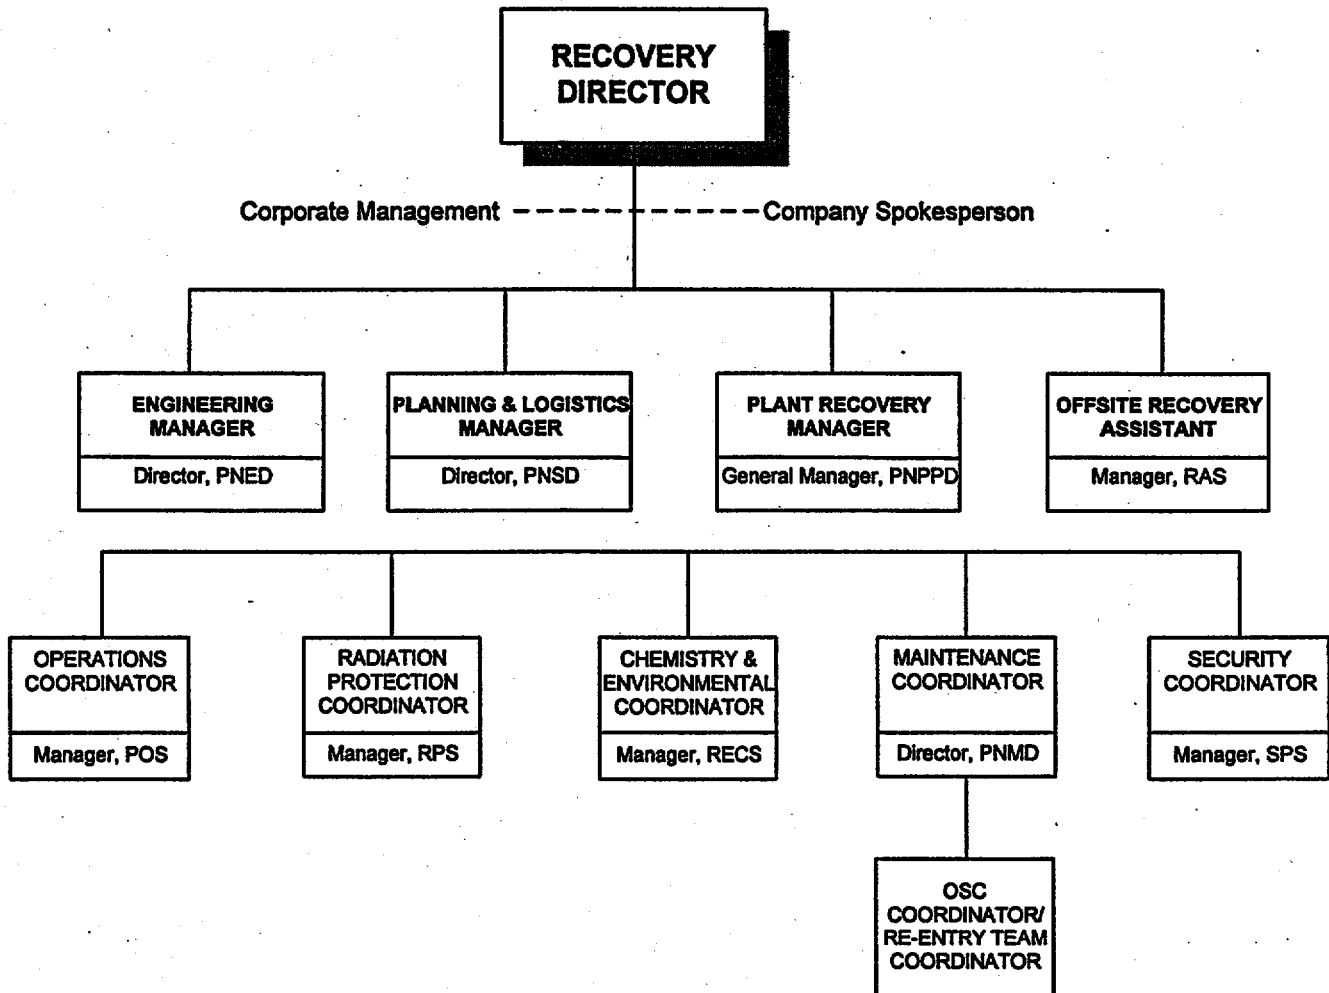 RECOVERY
DIRECTOR
Corporate Management
Company Spokesperson
ENGINEERING
MANAGER
Director, PNED
PLANNING & LOGISTICS
MANAGER
Director, PNSD
PLANT RECOVERY
MANAGER
General Manager, PNPPD
OFFSITE RECOVERY
ASSISTANT
Manager, RAS
OPERATIONS
COORDINATOR
Manager, POS
RADIATION
PROTECTION
COORDINATOR
Manager, RPS
CHEMISTRY &
ENVIRONMENTAL
COORDINATOR
Manager, RECS
MAINTENANCE
COORDINATOR
Director, PNMD
SECURITY
COORDINATOR
Manager, SPS
OSC
COORDINATOR/
RE-ENTRY TEAM
COORDINATOR